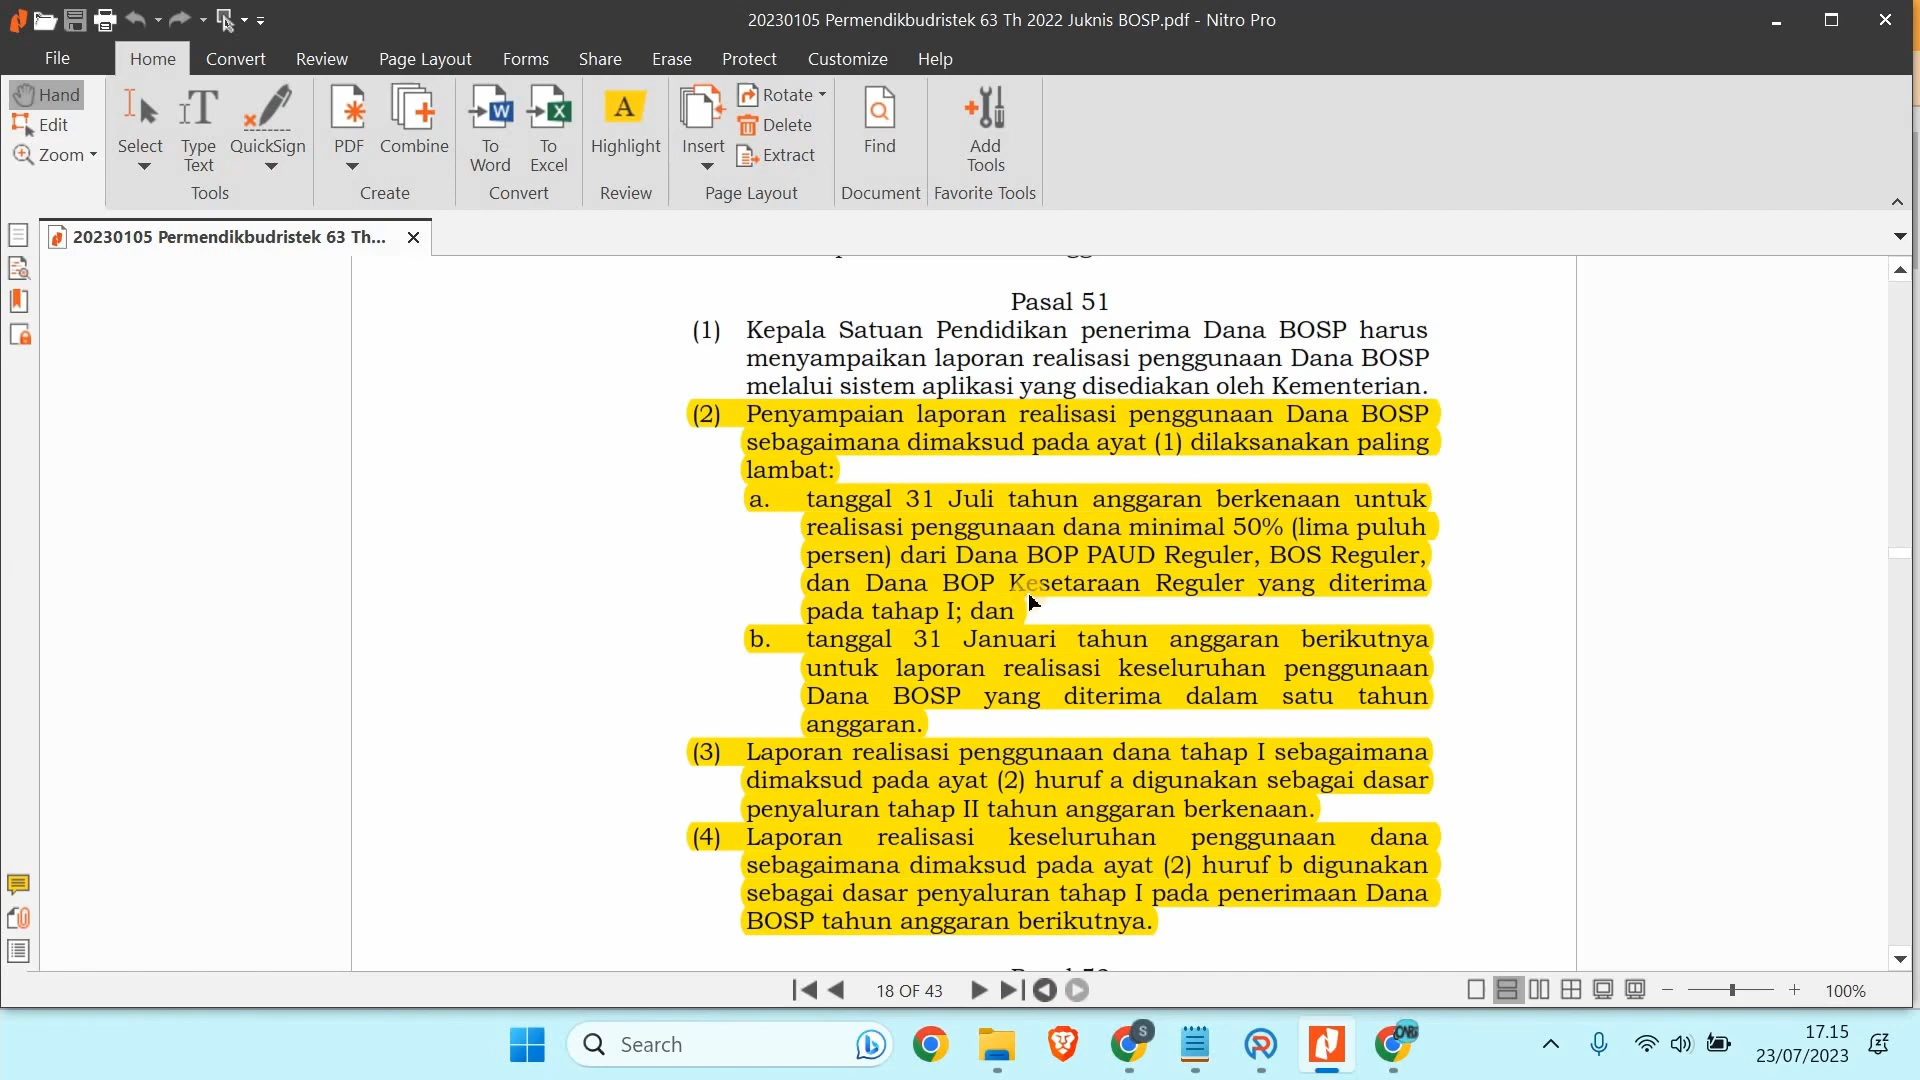 20230105 Permendikbudristek 63 Th 2022 Juknis BOSP.pdf - Nitro Pro
File Home Convert Review Page Layout Forms Share Erase Protect Customize Help
Hand
Edit
Zoom
Select
Type Text
QuickSign
Tools
PDF
Combine
Create
To Word
To Excel
Convert
Highlight
Review
Insert
Rotate
Delete
Extract
Page Layout
Find
Document
Add Tools
Favorite Tools
20230105 Permendikbudristek 63 Th...
Pasal 51
(1) Kepala Satuan Pendidikan penerima Dana BOSP harus
menyampaikan laporan realisasi penggunaan Dana BOSP
melalui sistem aplikasi yang disediakan oleh Kementerian.
(2) Penyampaian laporan realisasi penggunaan Dana BOSP
sebagaimana dimaksud pada ayat (1) dilaksanakan paling
lambat:
a. tanggal 31 Juli tahun anggaran berkenaan untuk
realisasi penggunaan dana minimal 50% (lima puluh
persen) dari Dana BOP PAUD Reguler, BOS Reguler,
dan Dana BOP Kesetaraan Reguler yang diterima
pada tahap I; dan
b. tanggal 31 Januari tahun anggaran berikutnya
untuk laporan realisasi keseluruhan penggunaan
Dana BOSP yang diterima dalam satu tahun
anggaran.
(3) Laporan realisasi penggunaan dana tahap I sebagaimana
dimaksud pada ayat (2) huruf a digunakan sebagai dasar
penyaluran tahap II tahun anggaran berkenaan.
(4) Laporan realisasi keseluruhan penggunaan dana
sebagaimana dimaksud pada ayat (2) huruf b digunakan
sebagai dasar penyaluran tahap I pada penerimaan Dana
BOSP tahun anggaran berikutnya.
18 OF 43
100%
Search
S
17.15
23/07/2023